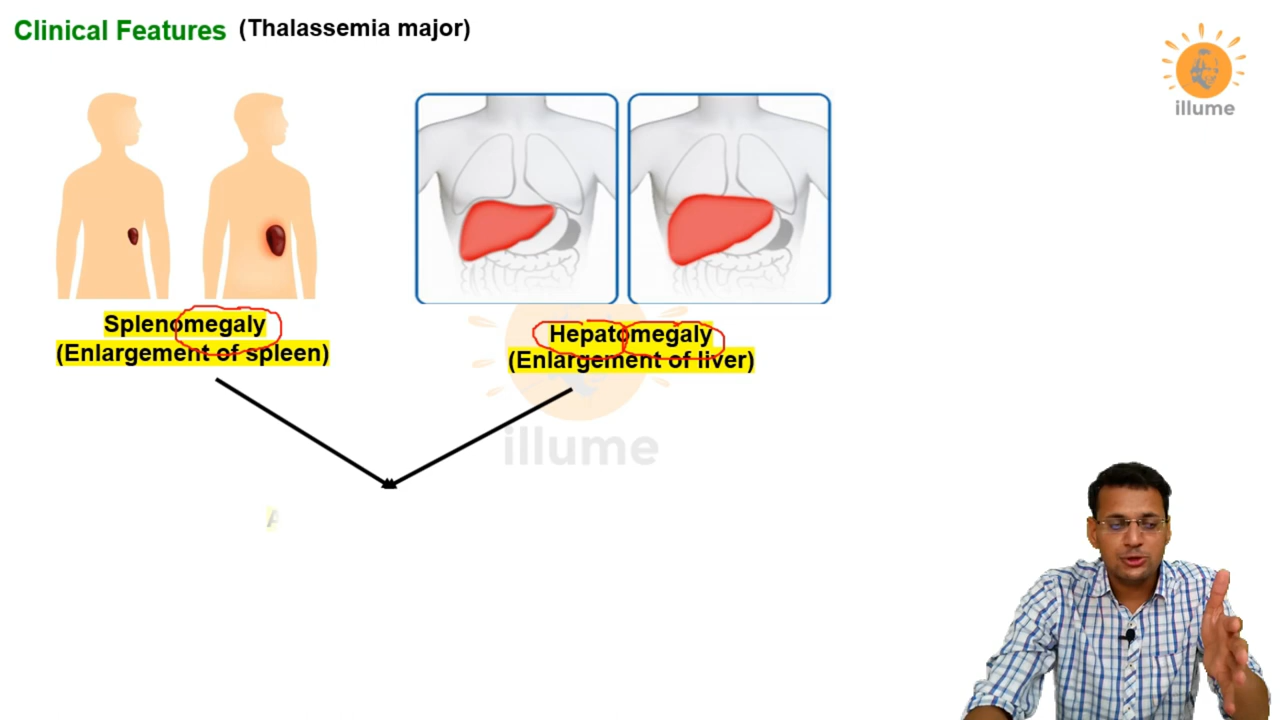 Clinical Features (Thalassemia major)
illume
Splenomegaly
(Enlargement of spleen)
Hepatomegaly
(Enlargement of liver)
illume
A